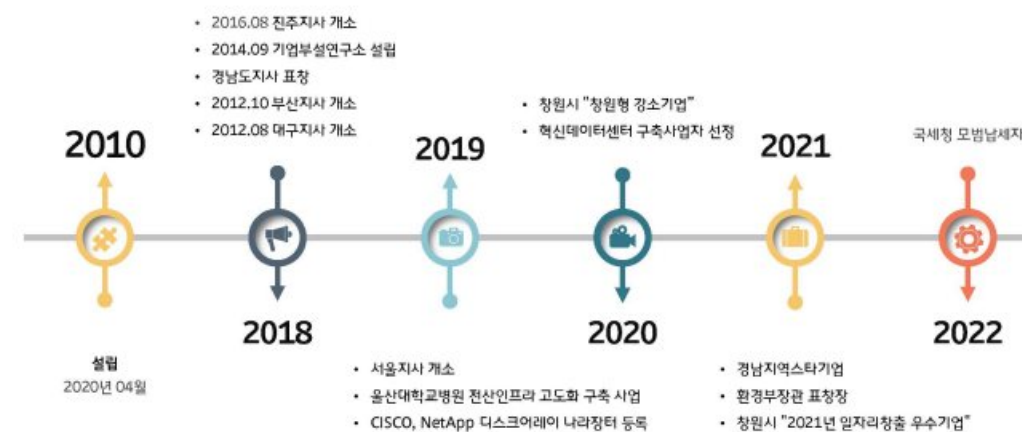 2010
설립
2020년 04월
• 2016.08 진주지사 개소
• 2014.09 기업부설연구소 설립
• 경남도지사 표창
• 2012.10 부산지사 개소
• 2012.08 대구지사 개소
2018
2019
• 서울지사 개소
• 울산대학교병원 전산인프라 고도화 구축 사업
• CISCO, NetApp 디스크어레이 나라장터 등록
• 창원시 "창원형 강소기업"
• 혁신데이터센터 구축사업자 선정
2020
2021
• 경남지역스타기업
• 환경부장관 표창장
• 창원시 "2021년 일자리창출 우수기업"
국세청 모범납세자
2022